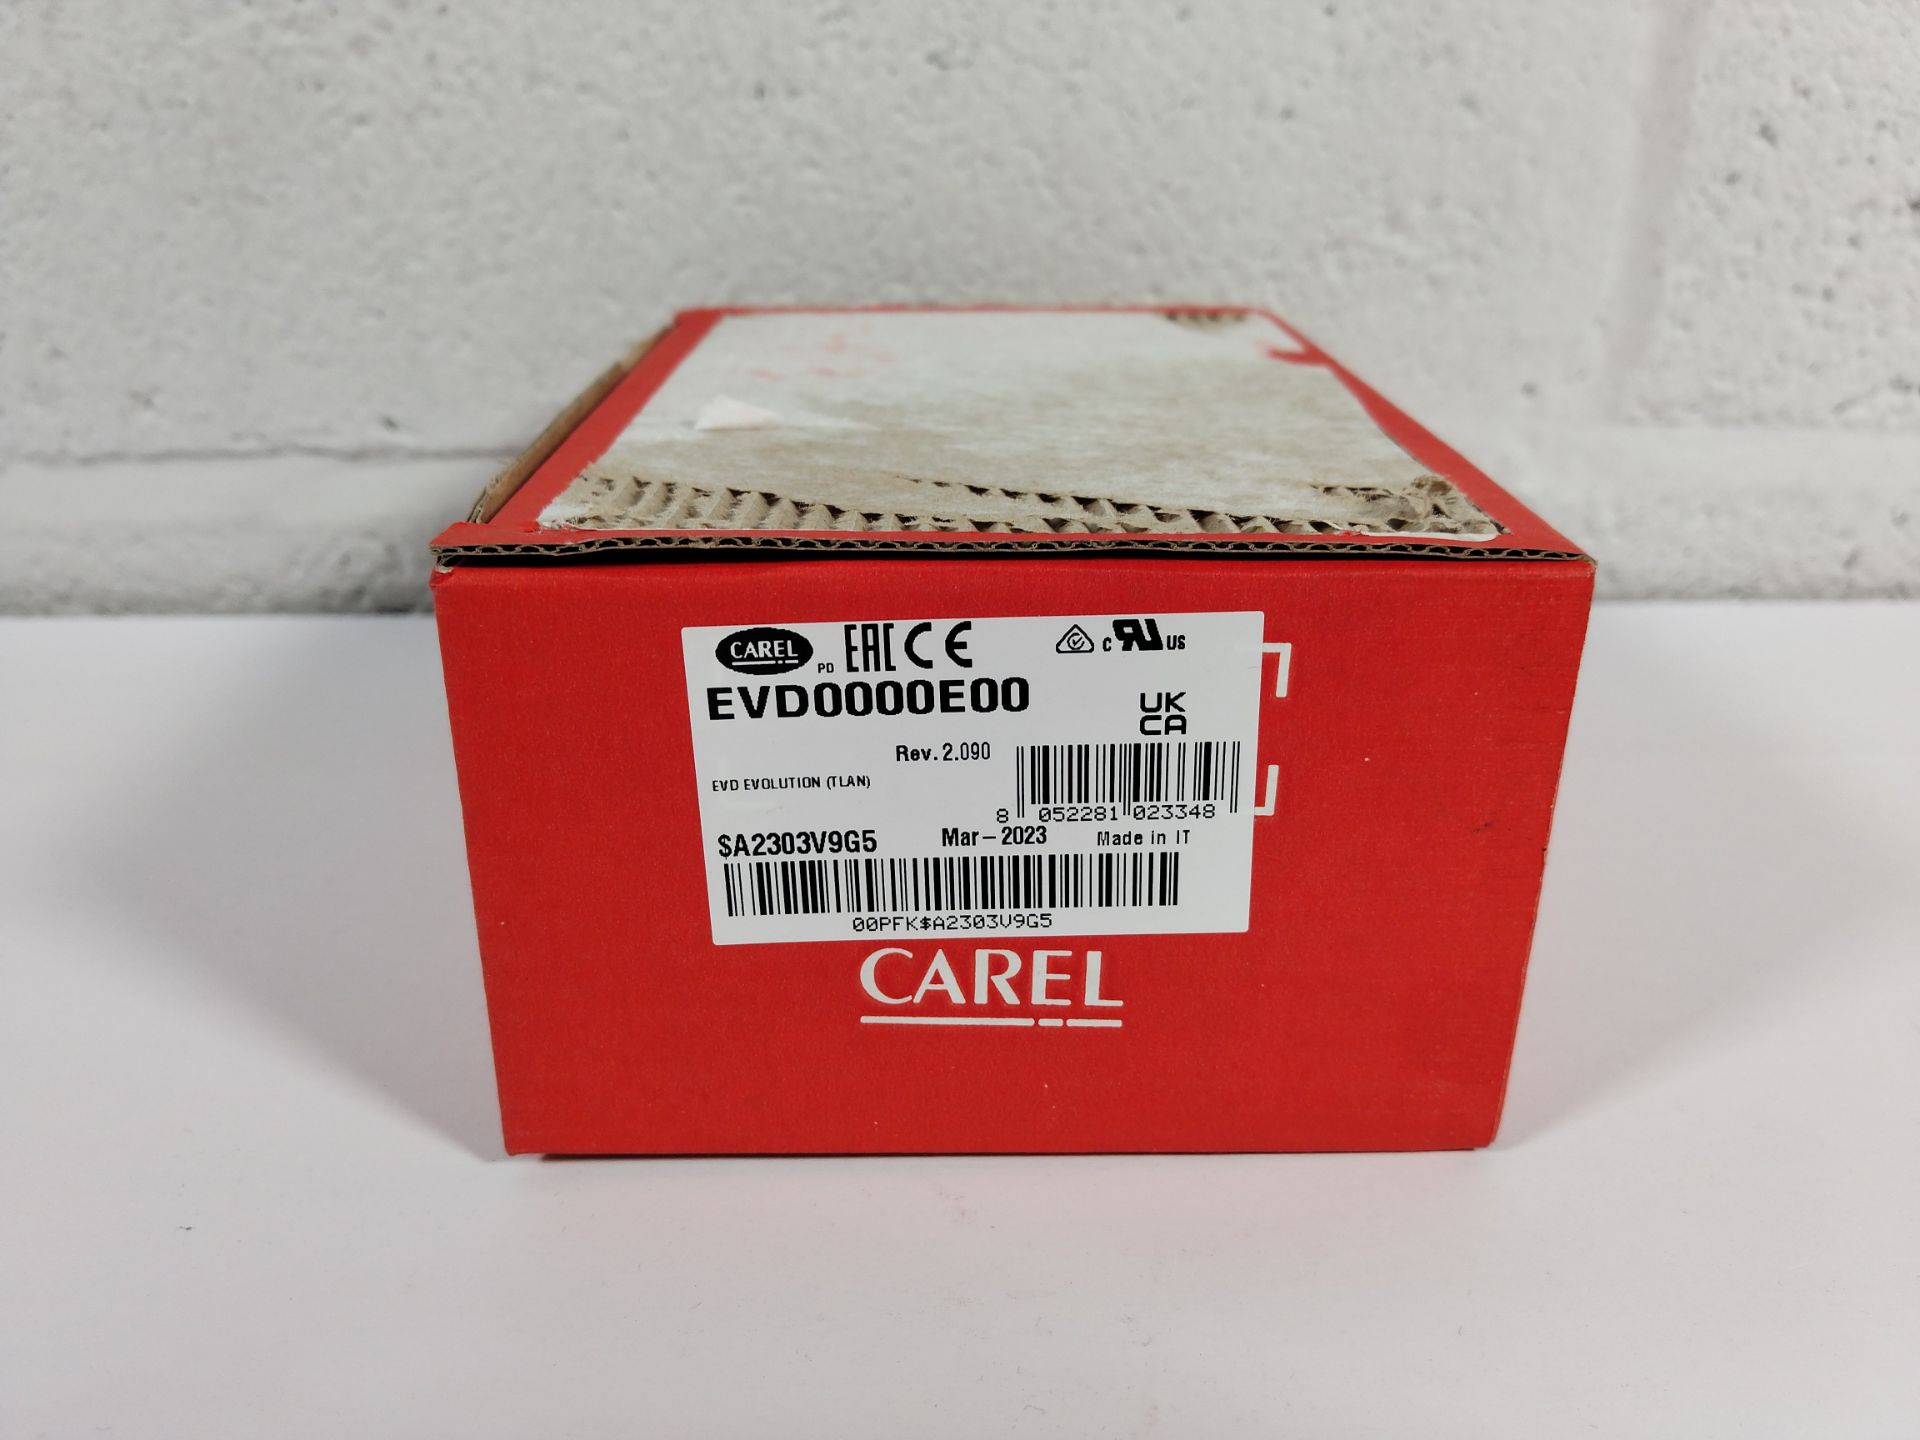 CAREL PD EAC CE c RU US
EVD0000E00
UK
CA
Rev. 2.090
EVD EVOLUTION (TLAN)
8 052281 023348
$A2303V9G5 Mar-2023 Made in IT
00PFK$A2303V9G5
CAREL